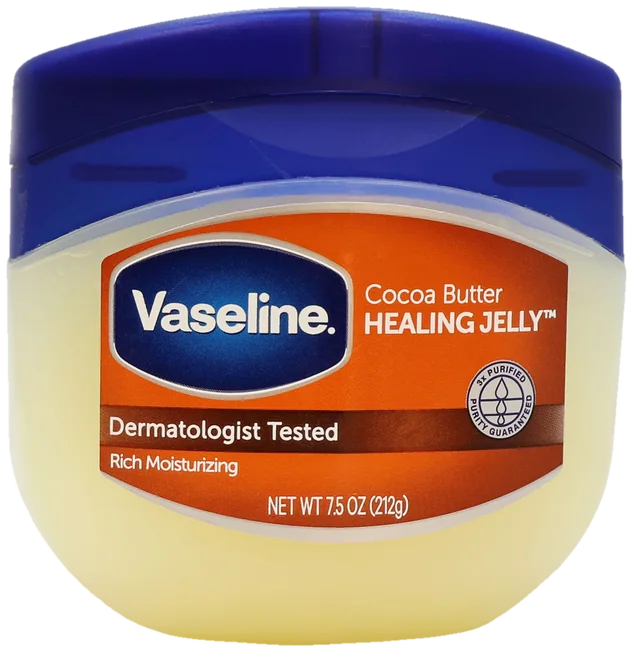 Vaseline.
Cocoa Butter
HEALING JELLY™
3x PURIFIED
PURITY GUARANTEED
Dermatologist Tested
Rich Moisturizing
NET WT 7.5 OZ (212g)